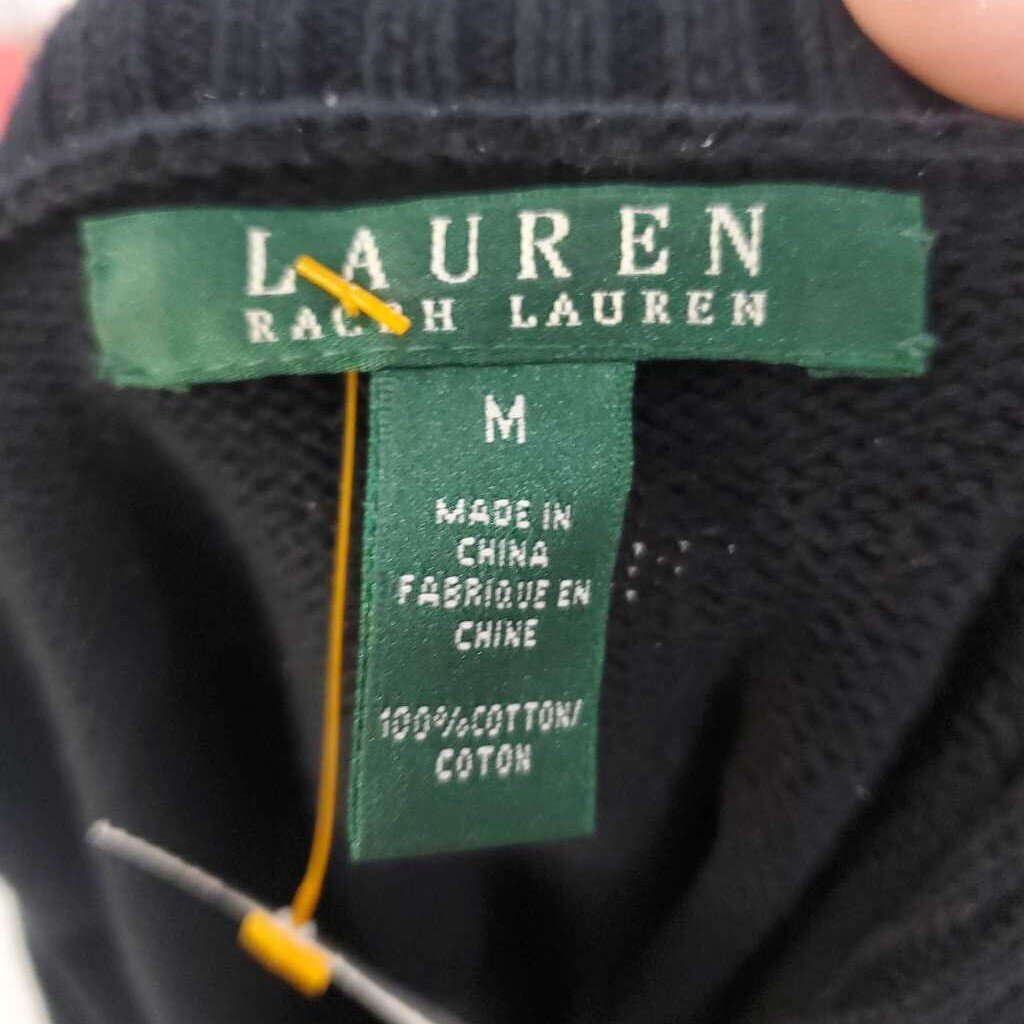 LAUREN
RALPH LAUREN
M
MADE IN
CHINA
FABRIQUE EN
CHINE
100%COTTON/
COTON